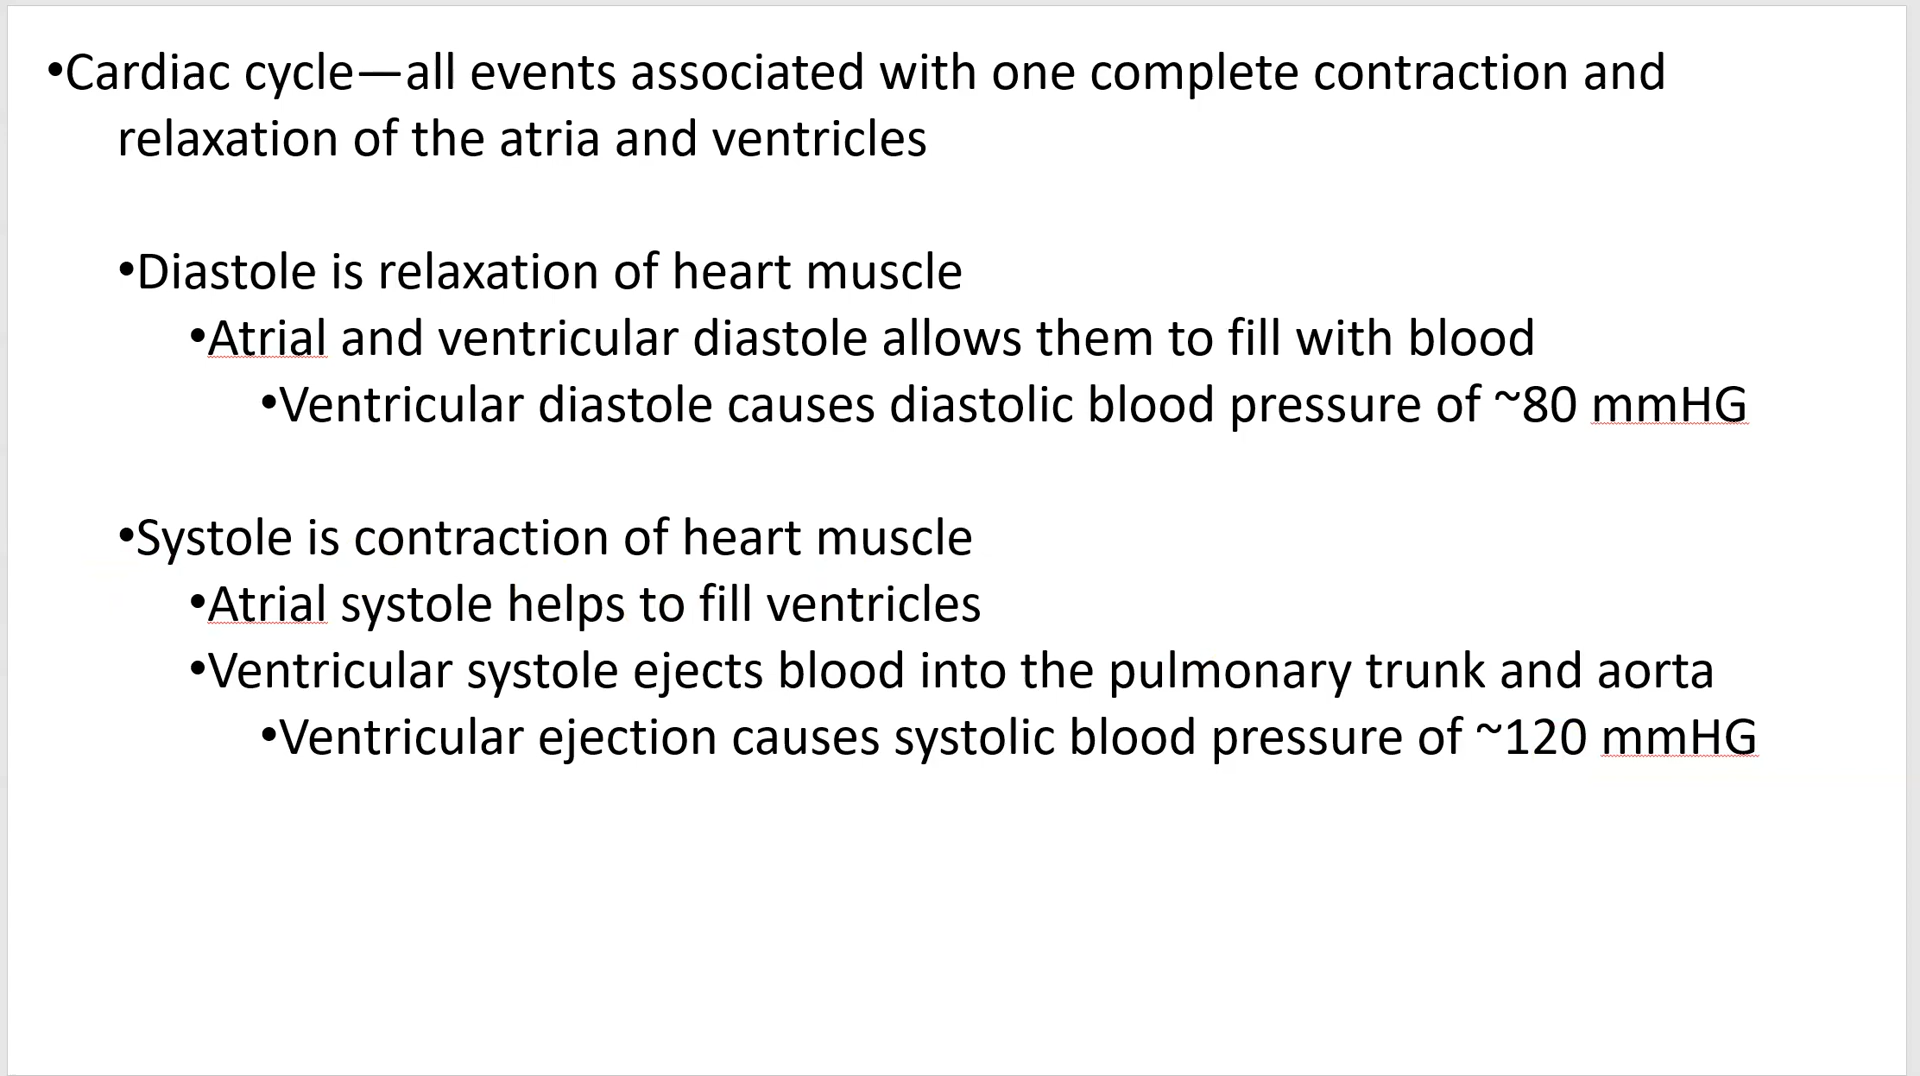 •Cardiac cycle—all events associated with one complete contraction and
relaxation of the atria and ventricles
•Diastole is relaxation of heart muscle
•Atrial and ventricular diastole allows them to fill with blood
•Ventricular diastole causes diastolic blood pressure of ~80 mmHG
•Systole is contraction of heart muscle
•Atrial systole helps to fill ventricles
•Ventricular systole ejects blood into the pulmonary trunk and aorta
•Ventricular ejection causes systolic blood pressure of ~120 mmHG